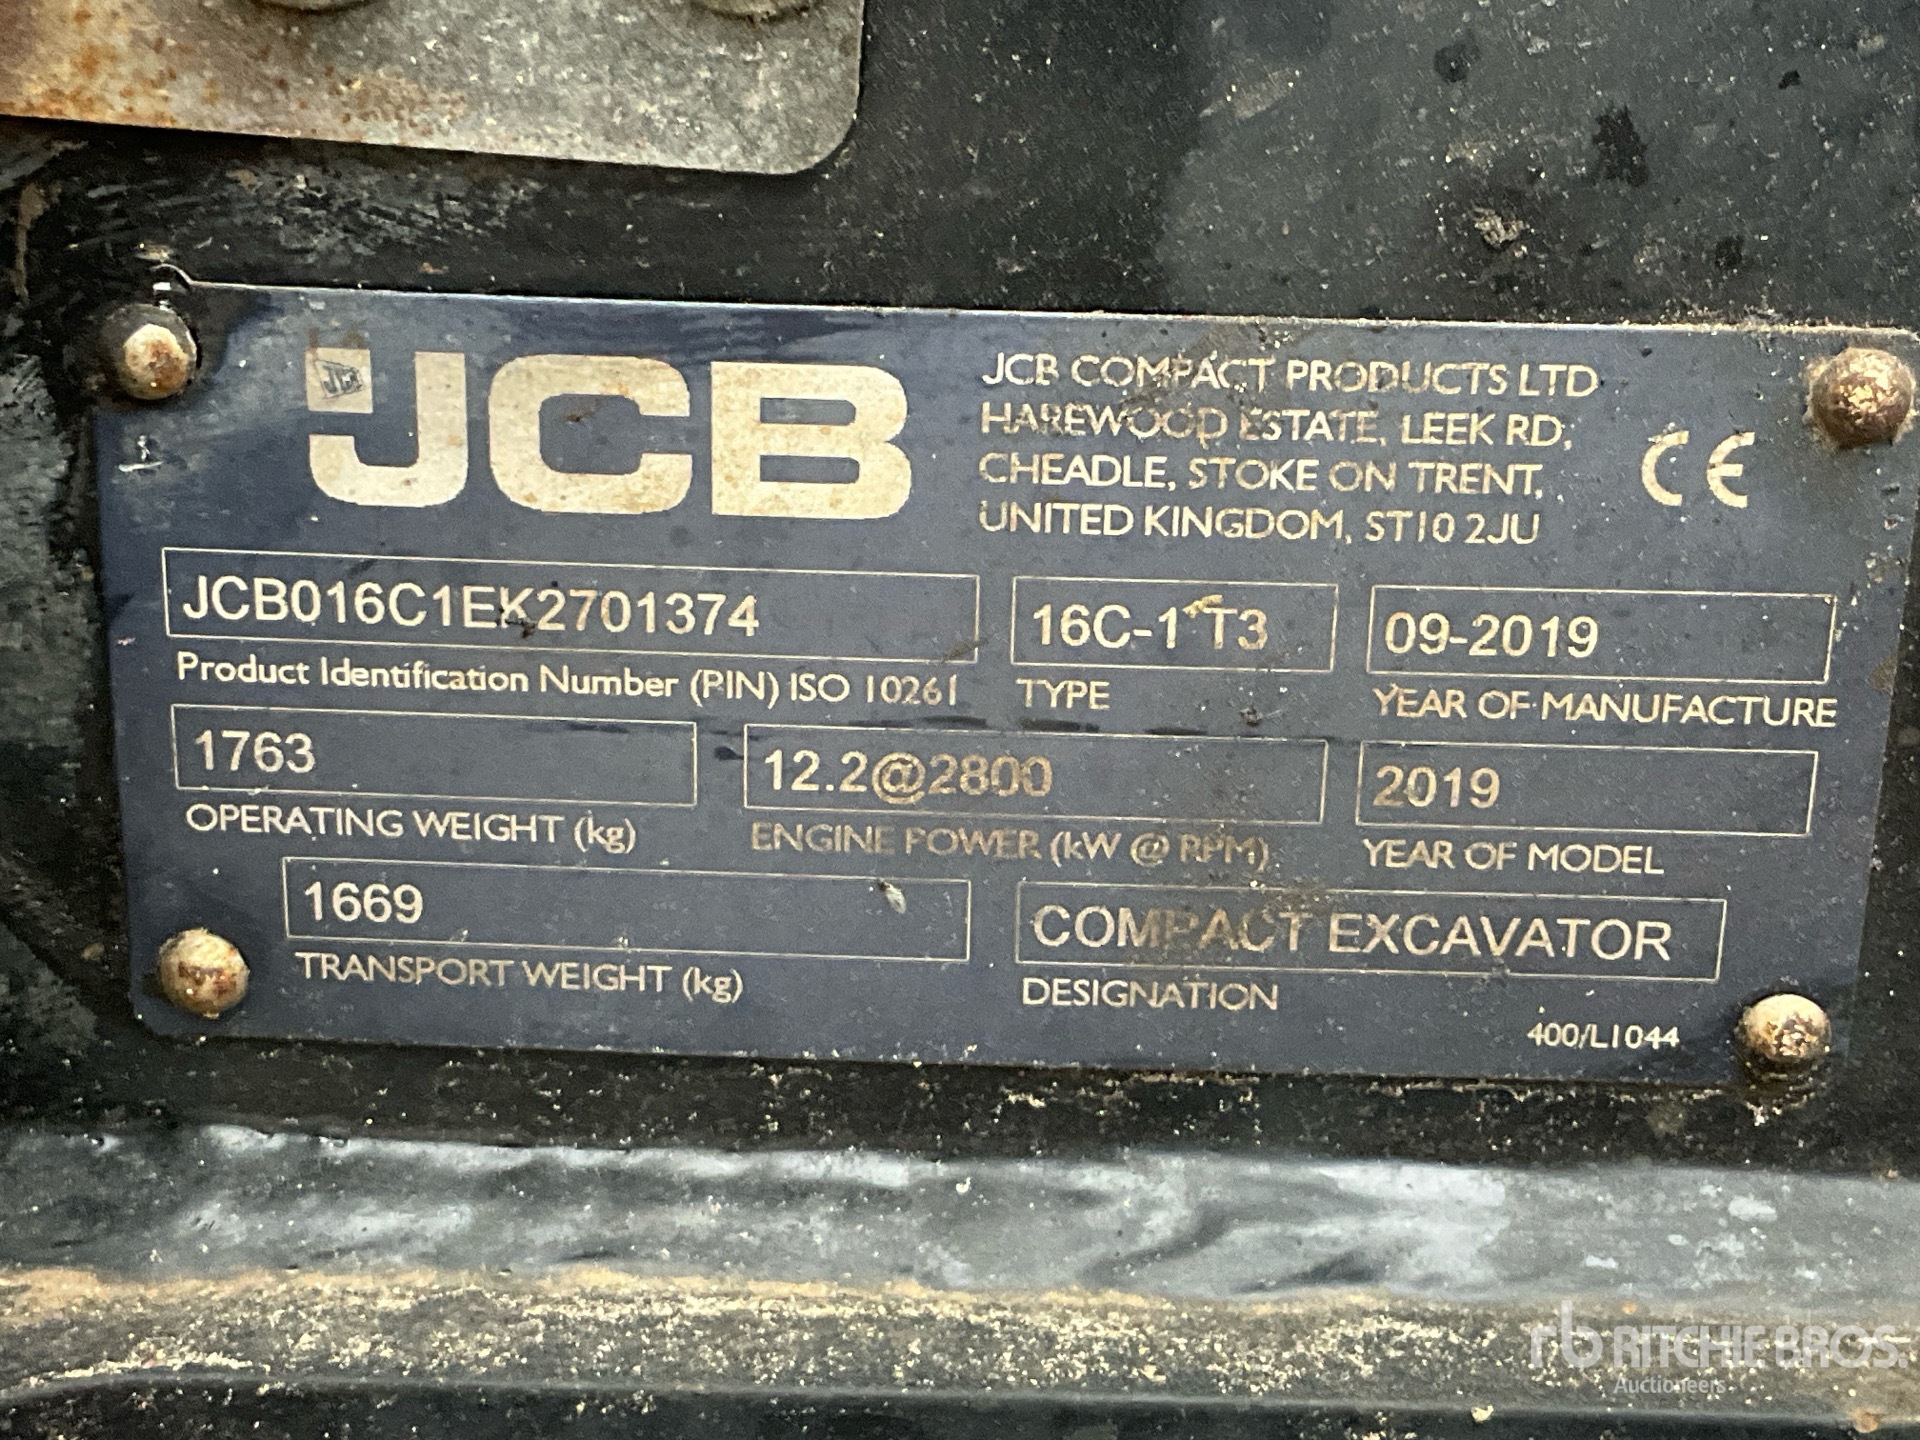 JCB
JCB
JCB COMPACT PRODUCTS LTD
HAREWOOD ESTATE, LEEK RD,
CHEADLE, STOKE ON TRENT,
UNITED KINGDOM, ST10 2JU
CE
JCB016C1EK2701374
Product Identification Number (PIN) ISO 10261
16C-1 T3
TYPE
09-2019
YEAR OF MANUFACTURE
1763
OPERATING WEIGHT (kg)
12.2@2800
ENGINE POWER (kW @ RPM)
2019
YEAR OF MODEL
1669
TRANSPORT WEIGHT (kg)
COMPACT EXCAVATOR
DESIGNATION
400/L1044
rb RITCHIE BROS.
Auctioneers